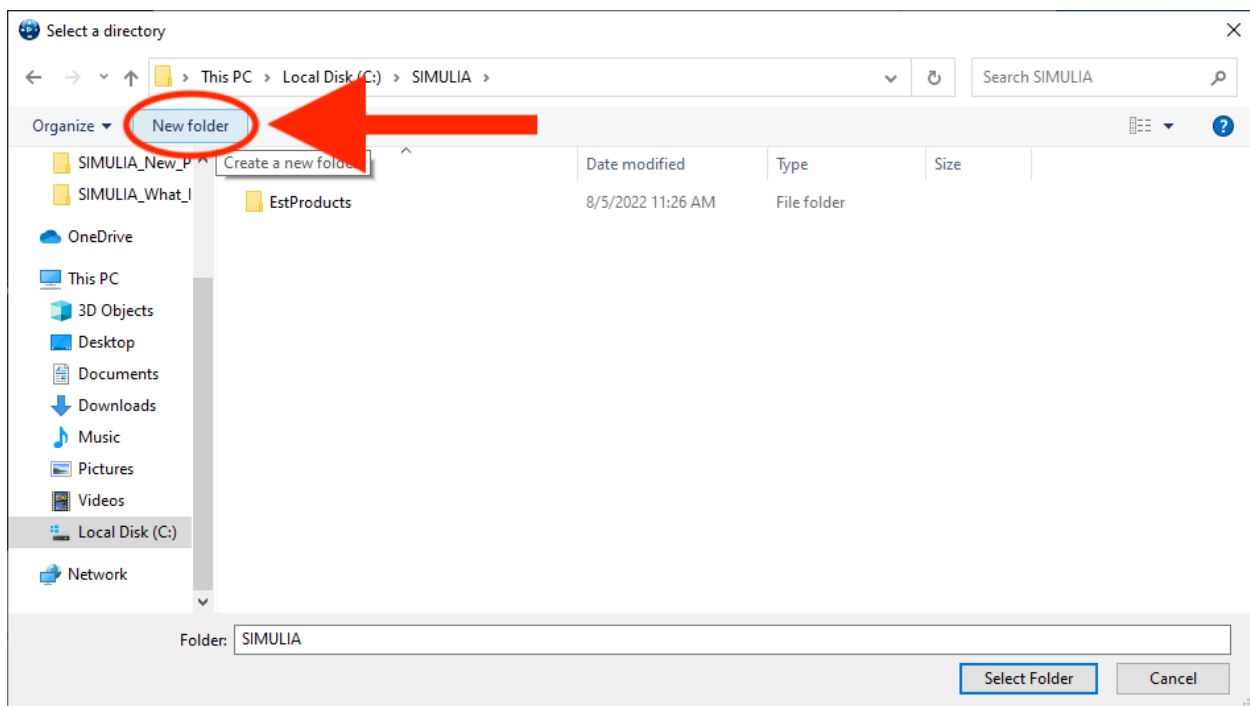 Select a directory
This PC > Local Disk (C:) > SIMULIA >
Search SIMULIA
Organize
New folder
SIMULIA_New_P
Create a new folder
Date modified
Type
Size
SIMULIA_What_I
EstProducts
8/5/2022 11:26 AM
File folder
OneDrive
This PC
3D Objects
Desktop
Documents
Downloads
Music
Pictures
Videos
Local Disk (C:)
Network
Folder: SIMULIA
Select Folder
Cancel